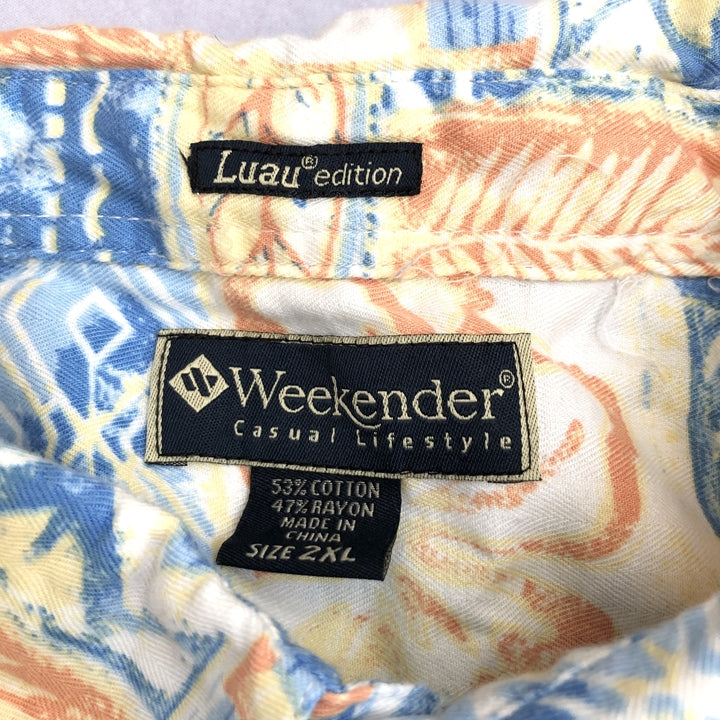 Luau® edition
Weekender®
Casual Lifestyle
53% COTTON
47% RAYON
MADE IN
CHINA
SIZE 2XL